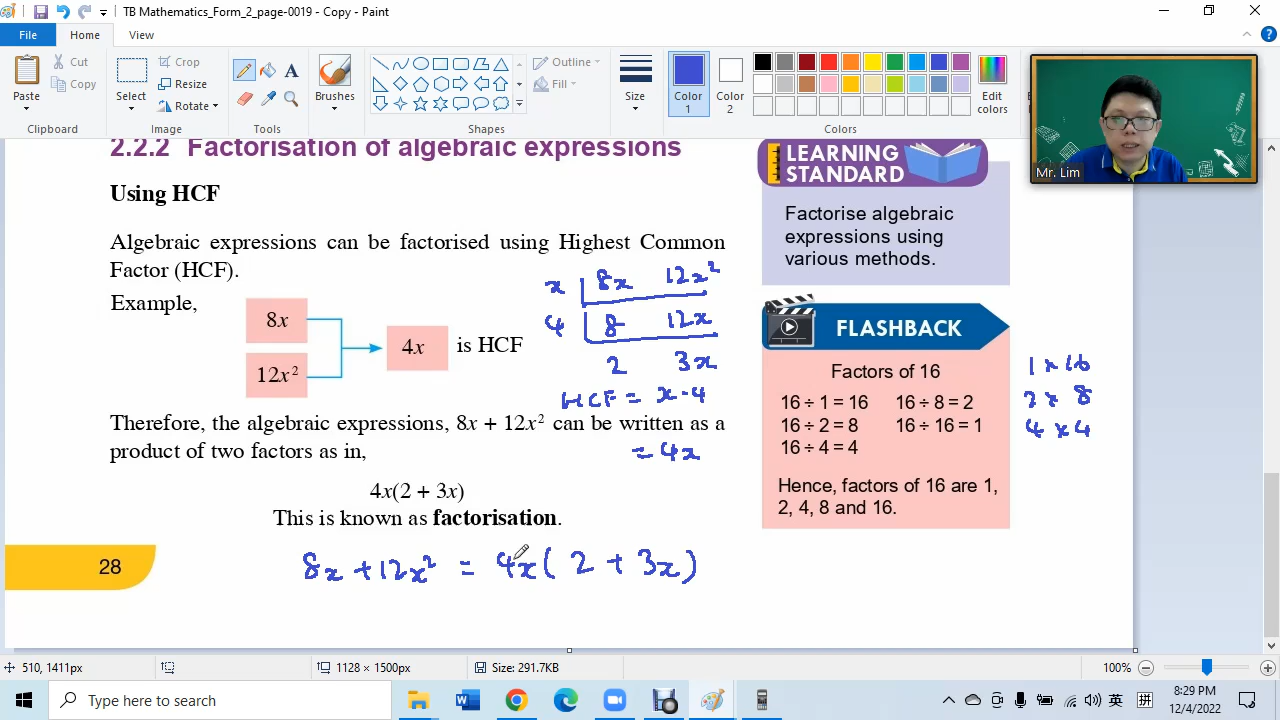 TB Mathematics_Form_2_page-0019 - Copy - Paint
File Home View
Paste Cut Copy Clipboard
Select Crop Resize Rotate Image
Tools
Brushes
Outline Fill Shapes
Size
Color 1 Color 2 Edit colors Colors
Mr. Lim
2.2.2 Factorisation of algebraic expressions
Using HCF
Algebraic expressions can be factorised using Highest Common
Factor (HCF).
Example,
8x
12x²
4x is HCF
x 8x 12x²
4 8 12x
2 3x
HCF = x · 4
= 4x
Therefore, the algebraic expressions, 8x + 12x² can be written as a
product of two factors as in,
4x(2 + 3x)
This is known as factorisation.
8x + 12x² = 4x( 2 + 3x)
28
LEARNING
STANDARD
Factorise algebraic
expressions using
various methods.
FLASHBACK
Factors of 16
16 ÷ 1 = 16 16 ÷ 8 = 2
16 ÷ 2 = 8 16 ÷ 16 = 1
16 ÷ 4 = 4
Hence, factors of 16 are 1,
2, 4, 8 and 16.
1 x 16
2 x 8
4 x 4
510, 1411px 1128 × 1500px Size: 291.7KB 100%
Type here to search
英 拼 8:29 PM
12/4/2022